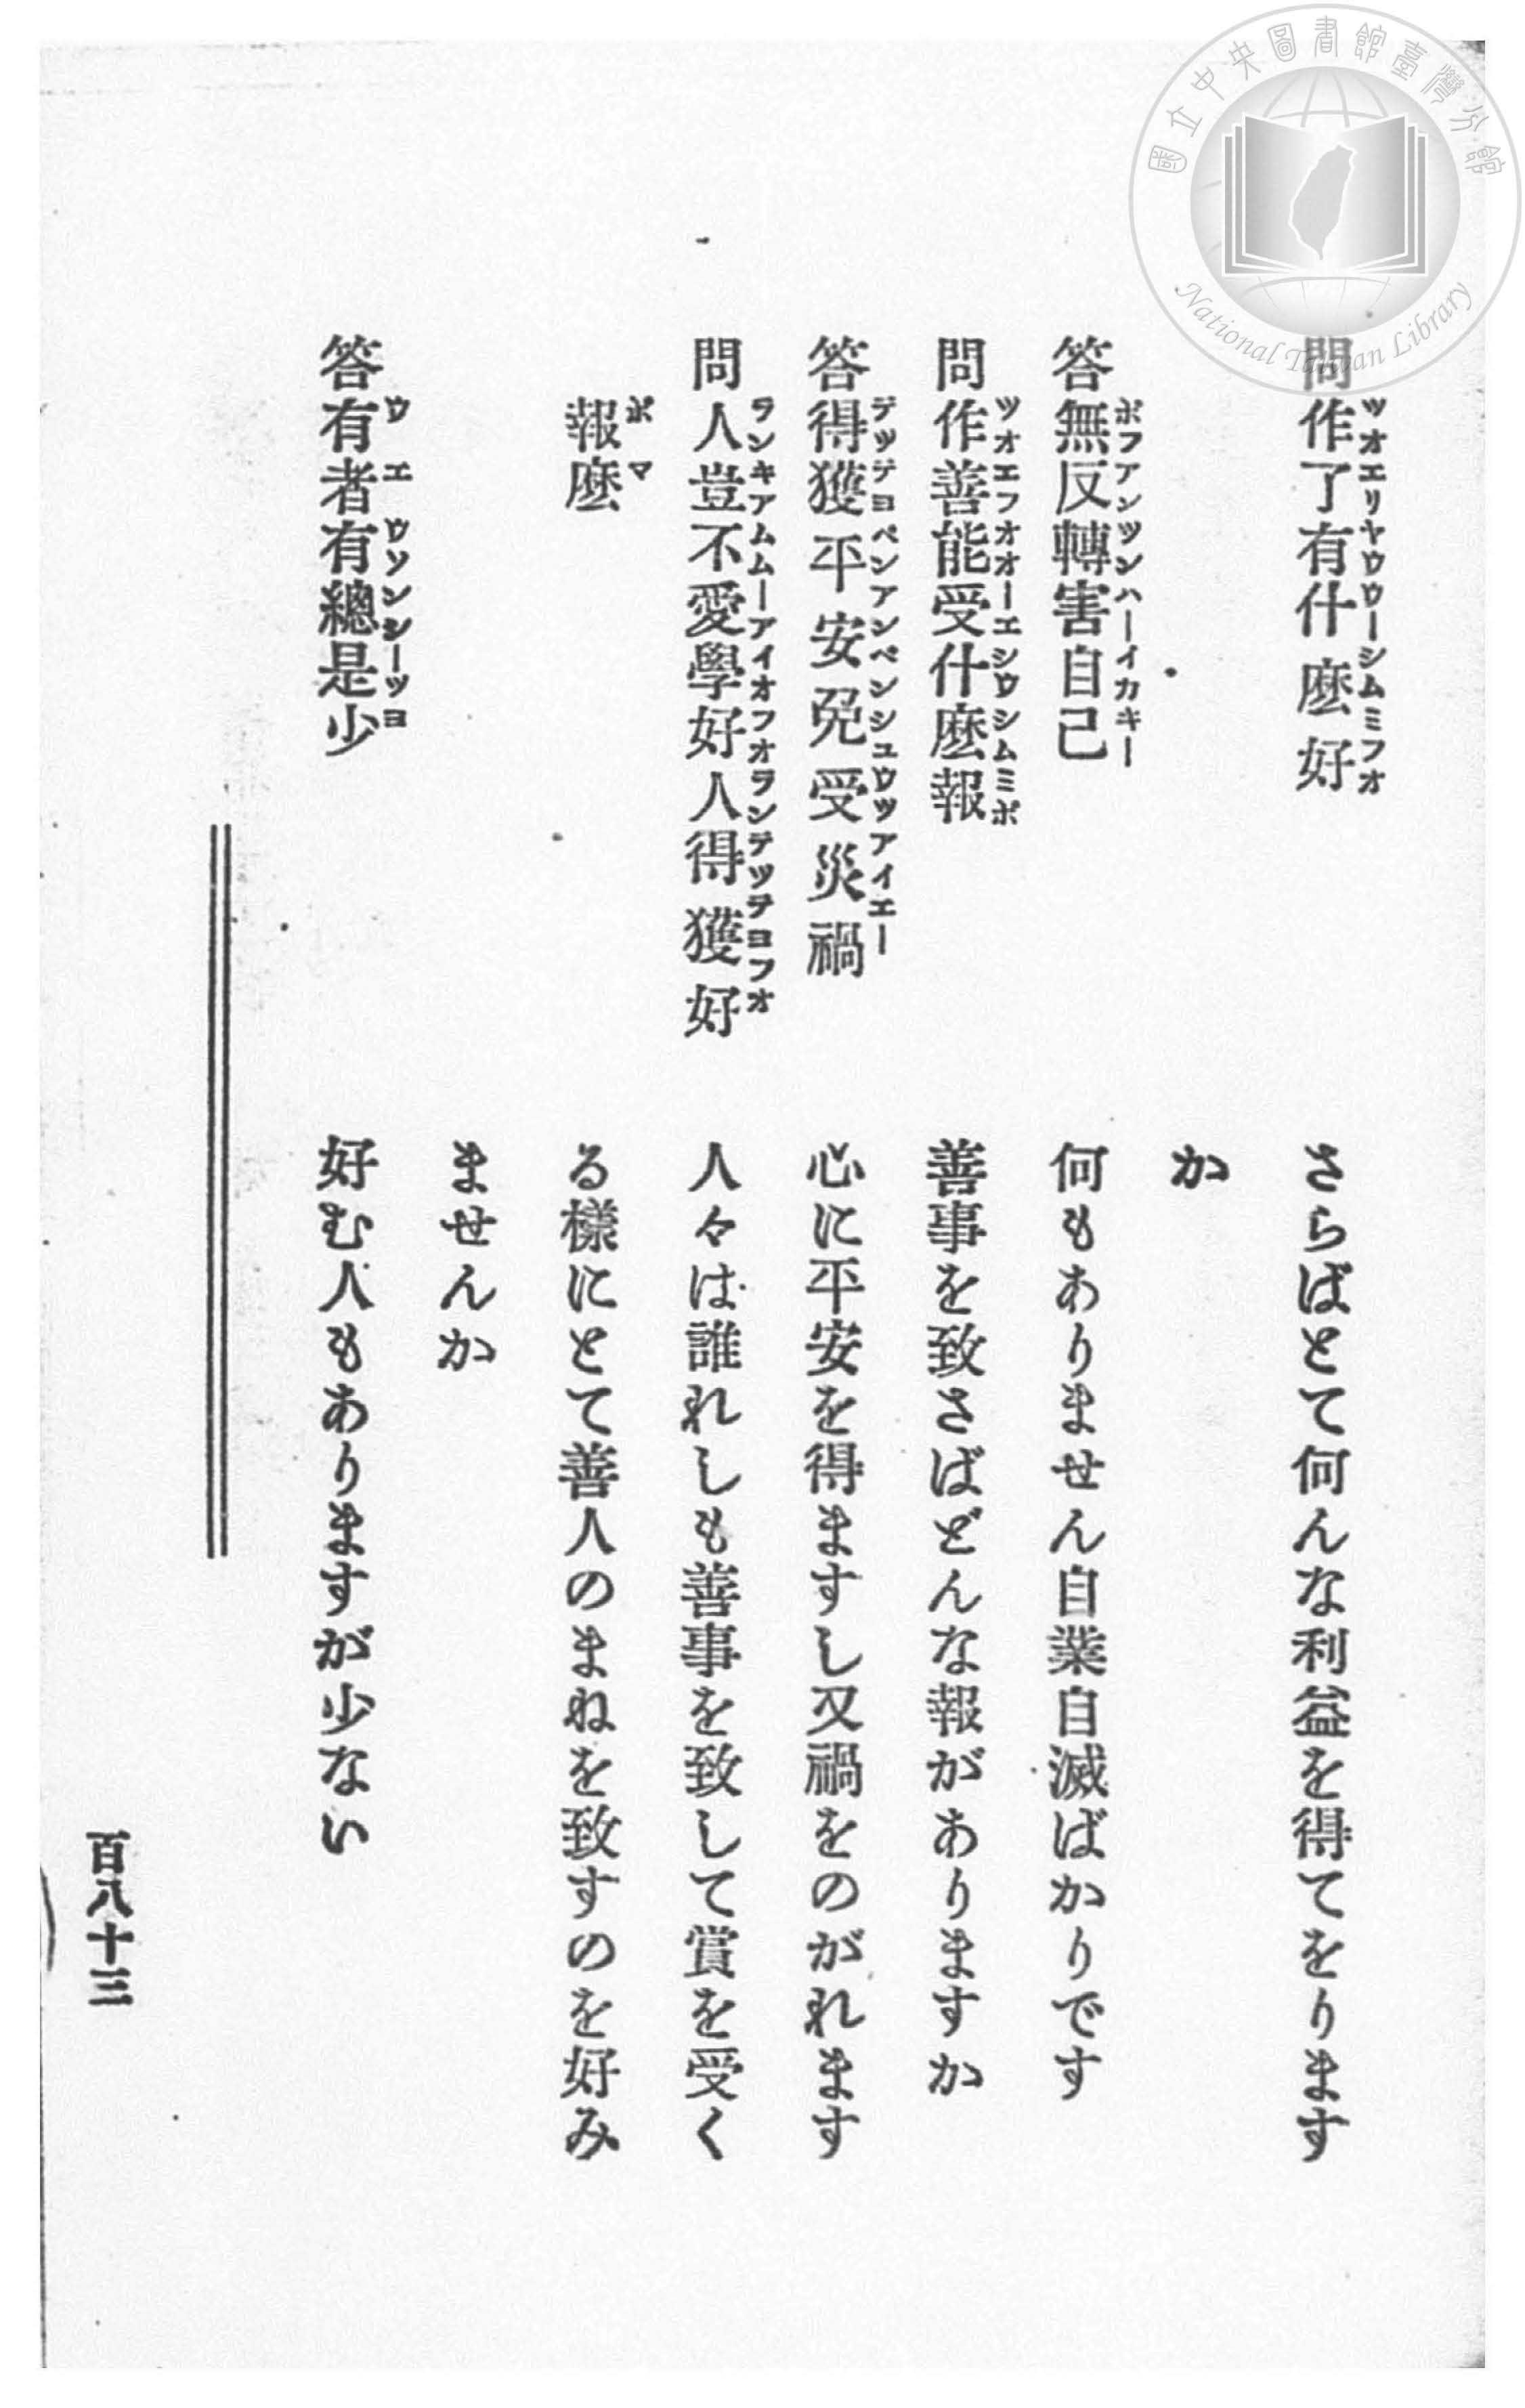 國立中央圖書館臺灣分館
National Taiwan Library
問作了有什麽好
ツオエリヤウウーシムミフオ
さらばとて何んな利益を得てをります
か
答無反轉害自己
ボフアンツンハーイカキー
何もありません自業自滅ばかりです
問作善能受什麽報
ツオエフオオーエシウシムミポ
善事を致さばどんな報がありますか
答得獲平安免受災禍
デツテヨペンアンベンシユウツアイエー
心に平安を得ますし又禍をのがれます
問人豈不愛學好人得獲好
ヲンキアムムーアイオフオヲンテツテヨフオ
人々は誰れしも善事を致して賞を受く
報麽
ポマ
る樣にとて善人のまねを致すのを好み
ませんか
答有者有總是少
ウエウソンシーツヨ
好む人もありますが少ない
百八十三